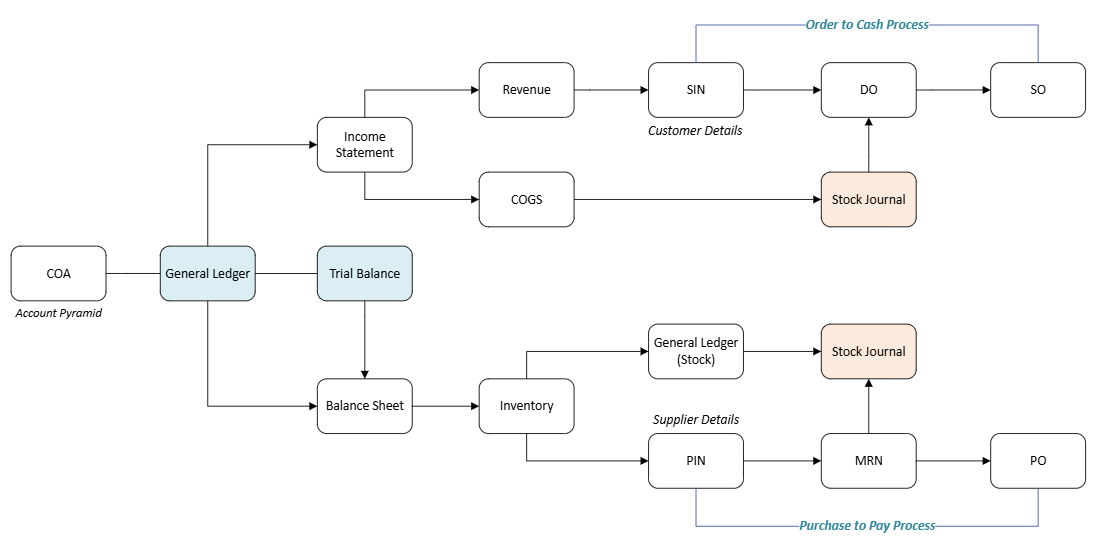 Order to Cash Process
Revenue
SIN
DO
SO
Customer Details
Income
Statement
COGS
Stock Journal
COA
General Ledger
Trial Balance
Account Pyramid
General Ledger
(Stock)
Stock Journal
Balance Sheet
Inventory
Supplier Details
PIN
MRN
PO
Purchase to Pay Process